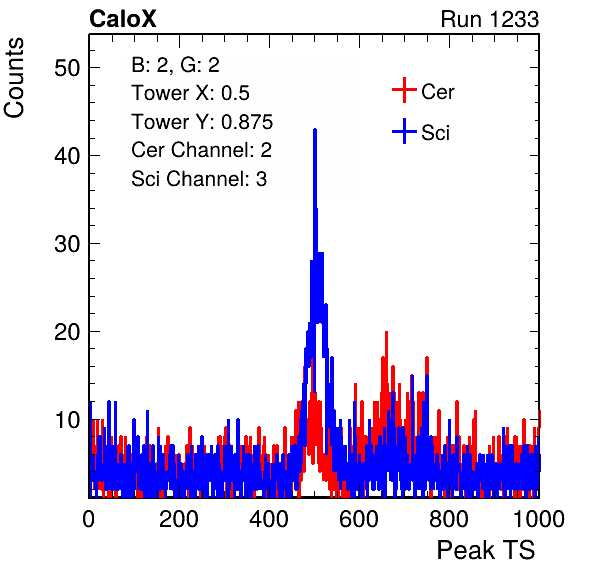 CaloX Run 1233
B: 2, G: 2
Tower X: 0.5
Tower Y: 0.875
Cer Channel: 2
Sci Channel: 3
Cer
Sci
Counts
50
40
30
20
10
0 200 400 600 800 1000
Peak TS